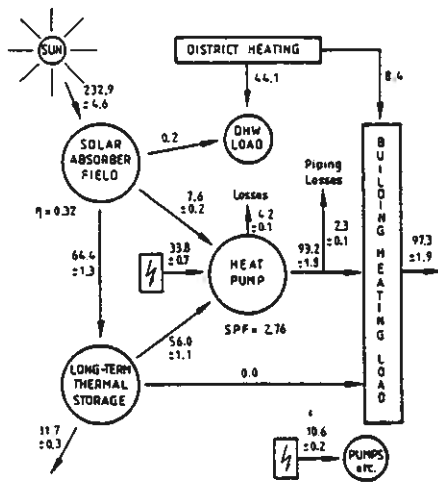 SUN
DISTRICT HEATING
232.9
±4.6
44.1
8.4
SOLAR
ABSORBER
FIELD
0.2
DHW
LOAD
η = 0.32
7.6
±0.2
Losses
4.2
±0.1
Piping
Losses
2.3
±0.1
64.4
±1.3
33.8
±0.7
HEAT
PUMP
93.2
±1.9
97.3
±1.9
SPF = 2.76
BUILDING HEATING LOAD
56.0
±1.1
LONG-TERM
THERMAL
STORAGE
0.0
11.7
±0.3
10.6
±0.2
PUMPS
etc.